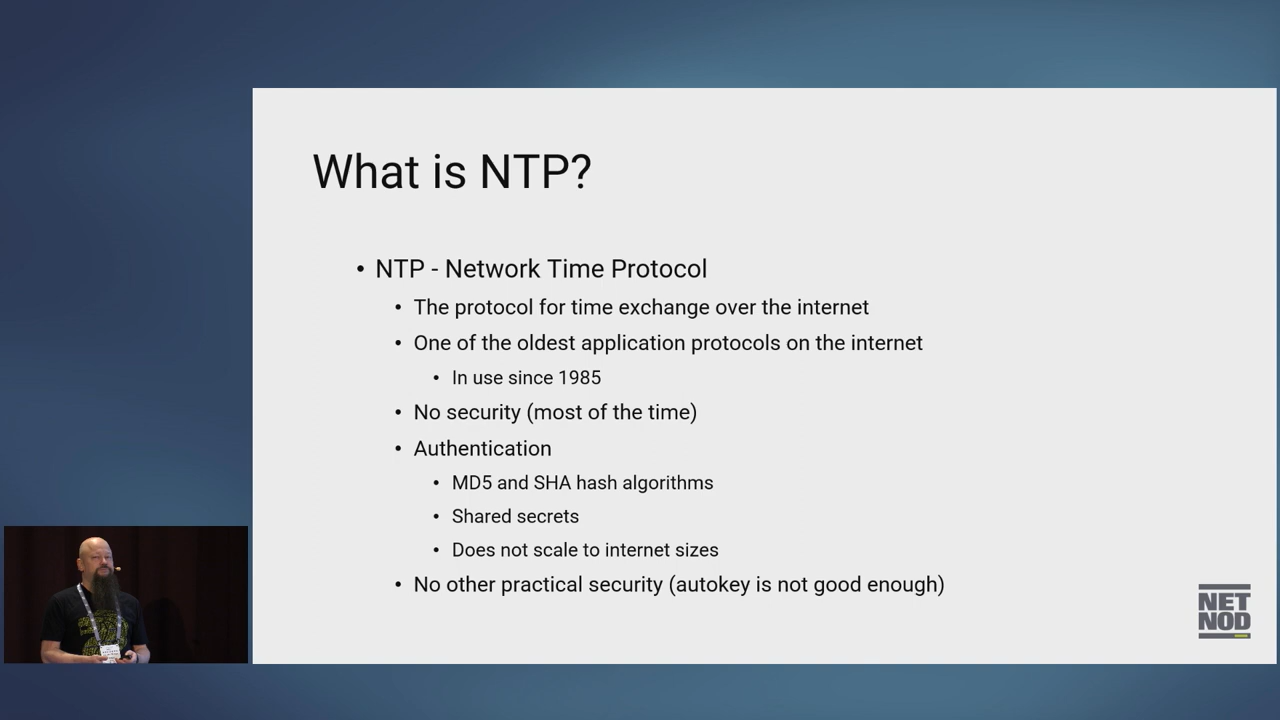 What is NTP?
• NTP - Network Time Protocol
• The protocol for time exchange over the internet
• One of the oldest application protocols on the internet
• In use since 1985
• No security (most of the time)
• Authentication
• MD5 and SHA hash algorithms
• Shared secrets
• Does not scale to internet sizes
• No other practical security (autokey is not good enough)
NET
NOD